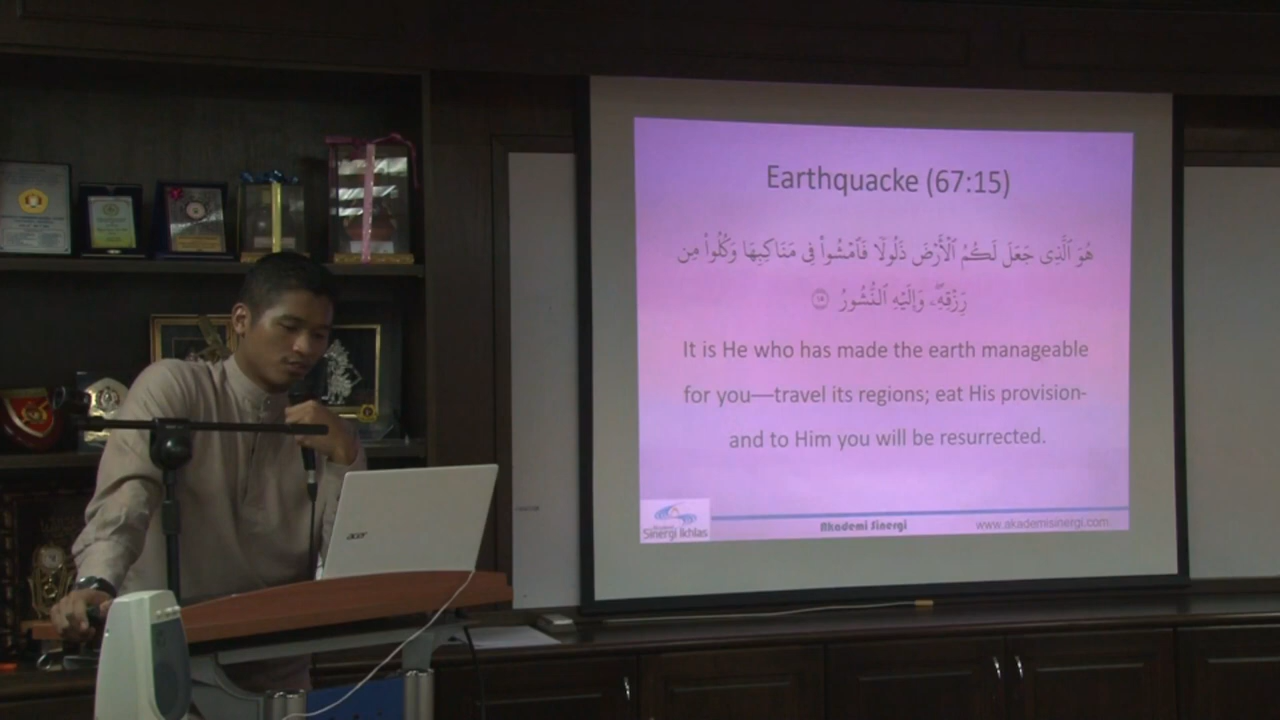 Earthquacke (67:15)
هُوَ ٱلَّذِى جَعَلَ لَكُمُ ٱلْأَرْضَ ذَلُولًا فَٱمْشُوا۟ فِى مَنَاكِبِهَا وَكُلُوا۟ مِن
رِّزْقِهِۦ ۖ وَإِلَيْهِ ٱلنُّشُورُ ١٥
It is He who has made the earth manageable
for you—travel its regions; eat His provision-
and to Him you will be resurrected.
Sinergi Ikhlas
Akademi Sinergi
www.akademisinergi.com
acer